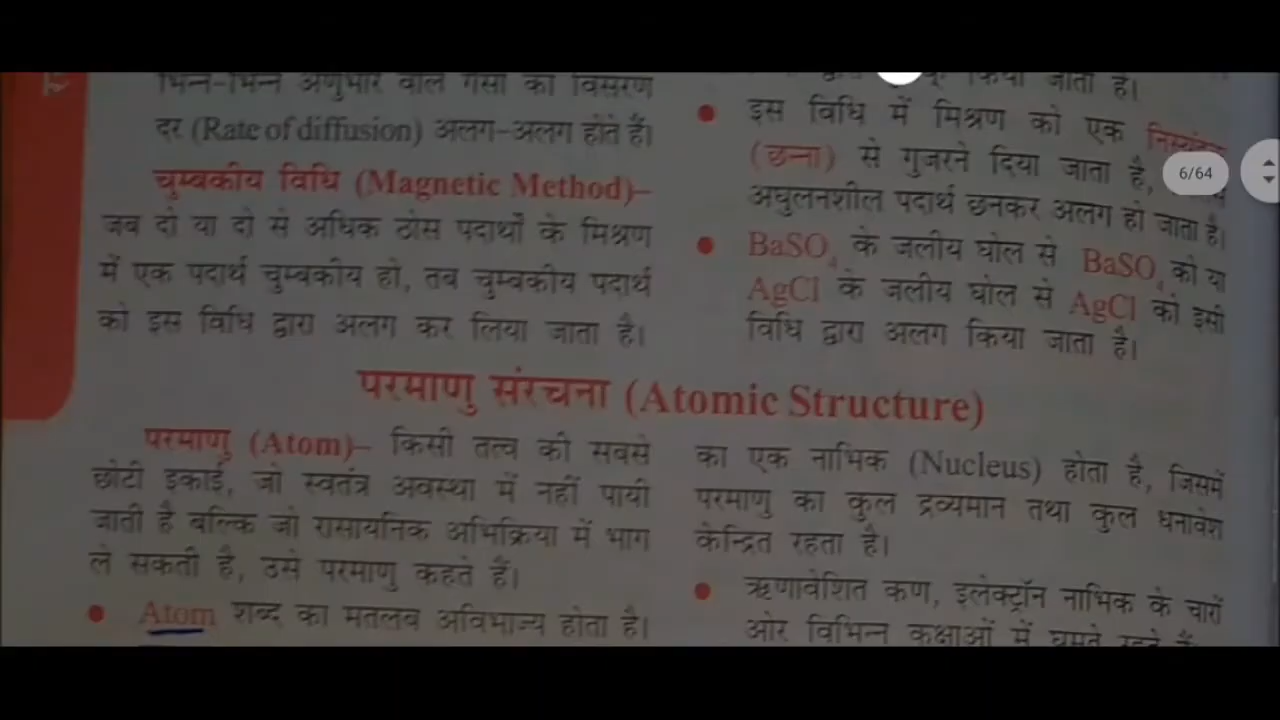 भिन्न-भिन्न अणुभार वाले गैसों का विसरण
दर (Rate of diffusion) अलग-अलग होते हैं।
चुम्बकीय विधि (Magnetic Method)–
जब दो या दो से अधिक ठोस पदार्थों के मिश्रण
में एक पदार्थ चुम्बकीय हो, तब चुम्बकीय पदार्थ
को इस विधि द्वारा अलग कर लिया जाता है।
किया जाता है।
• इस विधि में मिश्रण को एक
(छन्ना) से गुजरने दिया जाता है,
अघुलनशील पदार्थ छनकर अलग हो जाता है।
• BaSO₄ के जलीय घोल से BaSO₄ को या
AgCl के जलीय घोल से AgCl को इसी
विधि द्वारा अलग किया जाता है।
6/64
परमाणु संरचना (Atomic Structure)
परमाणु (Atom)– किसी तत्व की सबसे
छोटी इकाई, जो स्वतंत्र अवस्था में नहीं पायी
जाती है बल्कि जो रासायनिक अभिक्रिया में भाग
ले सकती है, उसे परमाणु कहते हैं।
• Atom शब्द का मतलब अविभाज्य होता है।
का एक नाभिक (Nucleus) होता है, जिसमें
परमाणु का कुल द्रव्यमान तथा कुल धनावेश
केन्द्रित रहता है।
• ऋणावेशित कण, इलेक्ट्रॉन नाभिक के चारों
ओर विभिन्न कक्षाओं में घूमते रहते हैं